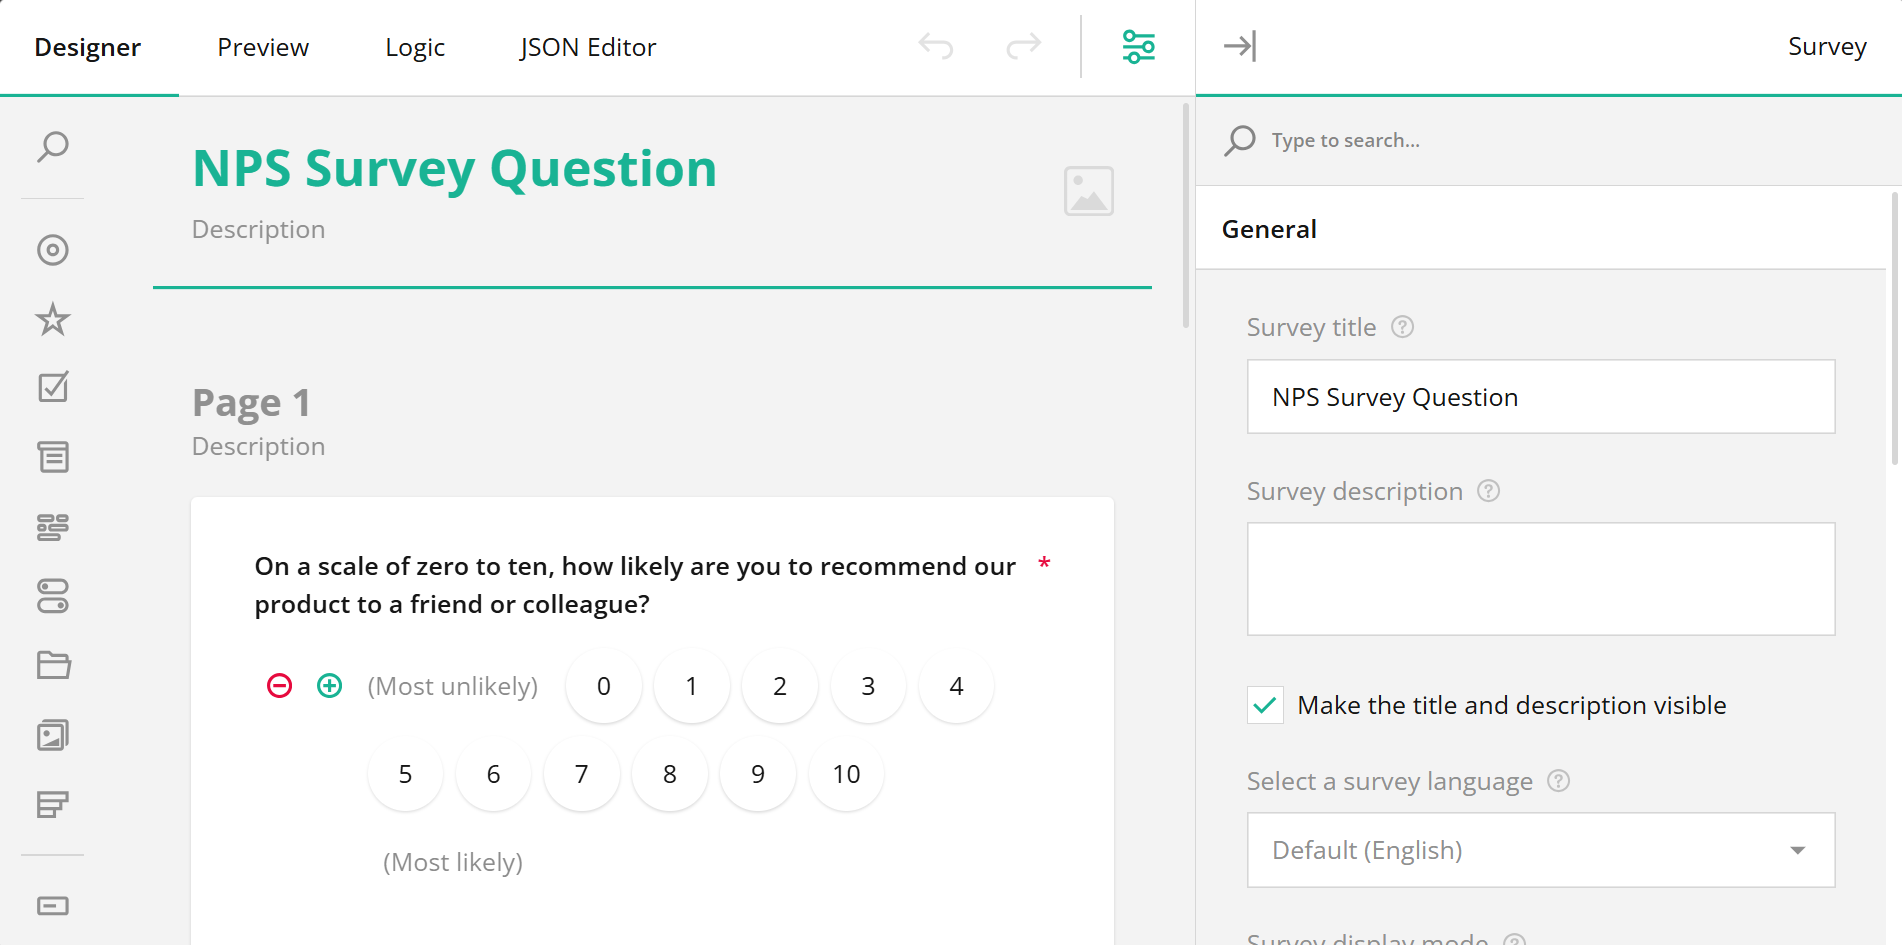 Designer
Preview
Logic
JSON Editor
Survey
NPS Survey Question
Description
Page 1
Description
On a scale of zero to ten, how likely are you to recommend our *
product to a friend or colleague?
(Most unlikely) 0 1 2 3 4
5 6 7 8 9 10
(Most likely)
Type to search...
General
Survey title ?
NPS Survey Question
Survey description ?
Make the title and description visible
Select a survey language ?
Default (English)
Survey display mode ?